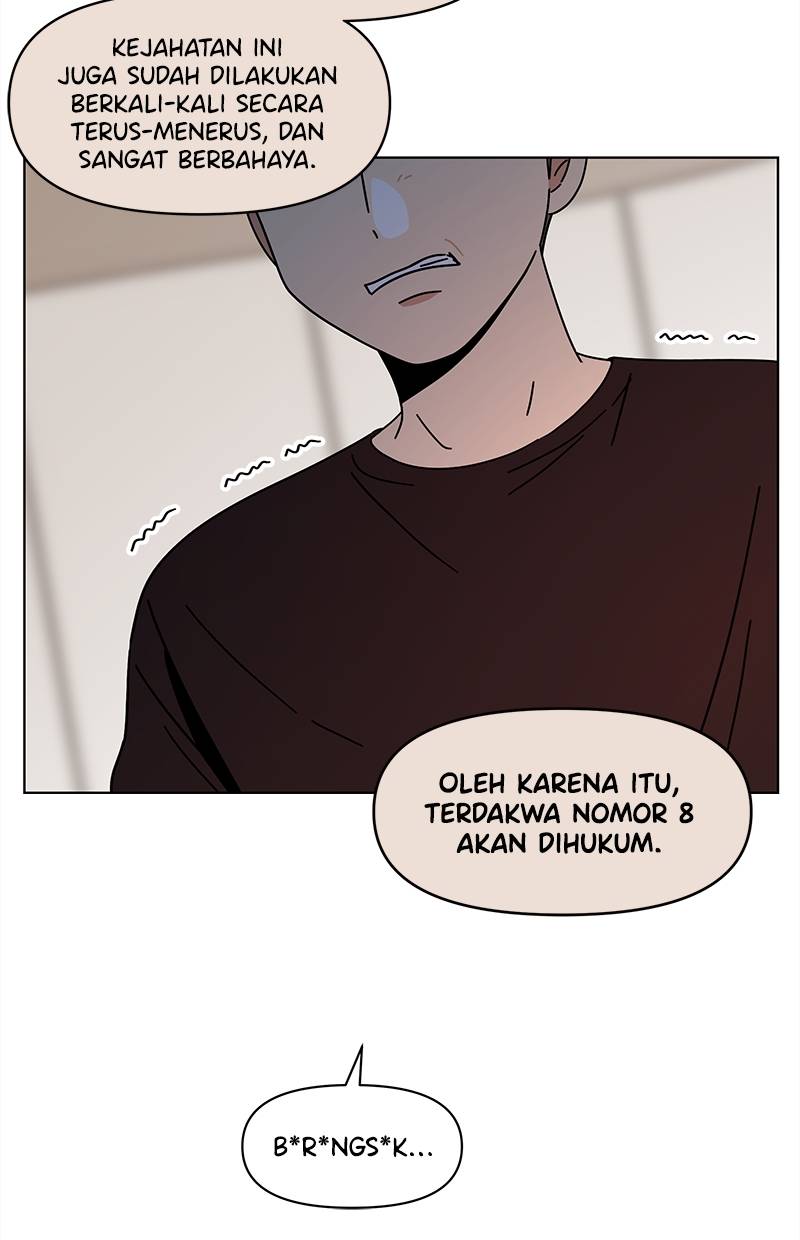 KEJAHATAN INI
JUGA SUDAH DILAKUKAN
BERKALI-KALI SECARA
TERUS-MENERUS, DAN
SANGAT BERBAHAYA.
OLEH KARENA ITU,
TERDAKWA NOMOR 8
AKAN DIHUKUM.
B*R*NGS*K...